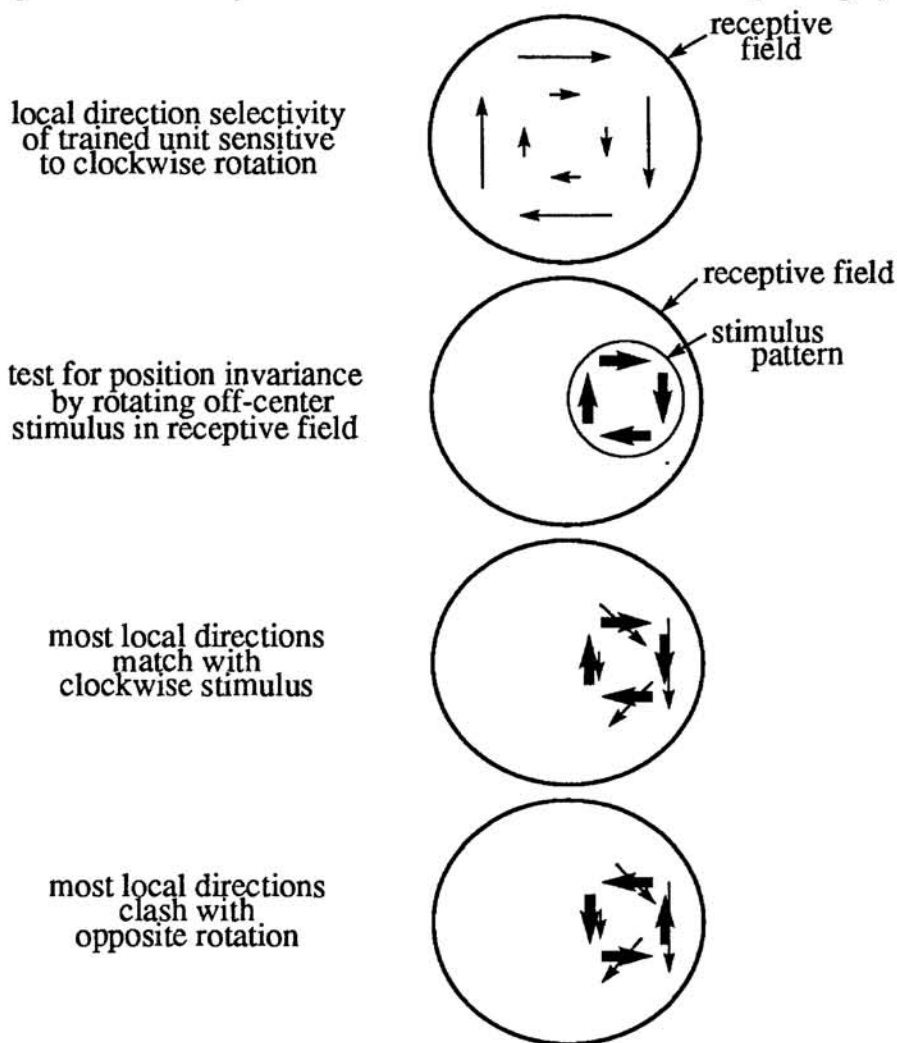 receptive
field
local direction selectivity
of trained unit sensitive
to clockwise rotation
receptive field
stimulus
pattern
test for position invariance
by rotating off-center
stimulus in receptive field
most local directions
match with
clockwise stimulus
most local directions
clash with
opposite rotation